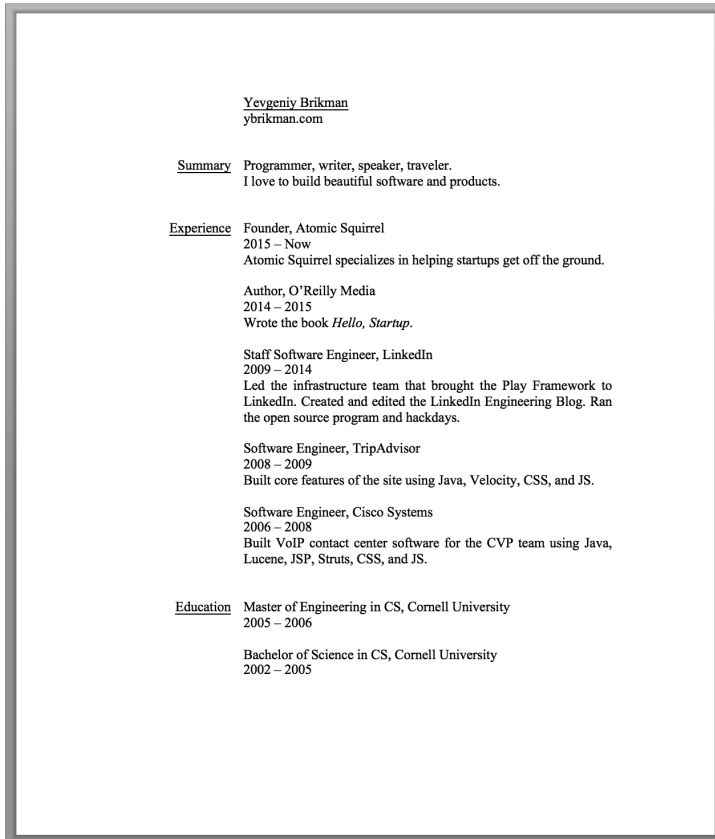 Yevgeniy Brikman
ybrikman.com
Summary Programmer, writer, speaker, traveler.
I love to build beautiful software and products.
Experience Founder, Atomic Squirrel
2015 – Now
Atomic Squirrel specializes in helping startups get off the ground.
Author, O’Reilly Media
2014 – 2015
Wrote the book Hello, Startup.
Staff Software Engineer, LinkedIn
2009 – 2014
Led the infrastructure team that brought the Play Framework to
LinkedIn. Created and edited the LinkedIn Engineering Blog. Ran
the open source program and hackdays.
Software Engineer, TripAdvisor
2008 – 2009
Built core features of the site using Java, Velocity, CSS, and JS.
Software Engineer, Cisco Systems
2006 – 2008
Built VoIP contact center software for the CVP team using Java,
Lucene, JSP, Struts, CSS, and JS.
Education Master of Engineering in CS, Cornell University
2005 – 2006
Bachelor of Science in CS, Cornell University
2002 – 2005